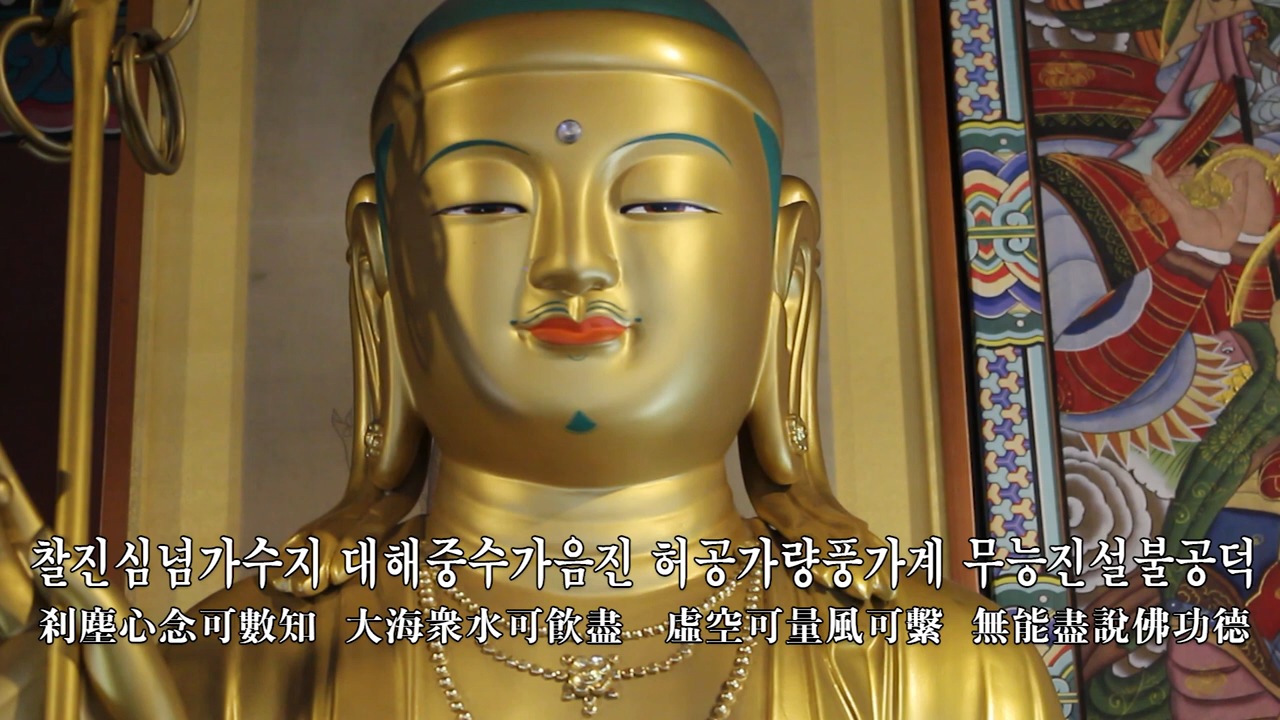 찰진심념가수지 대해중수가음진 허공가량풍가계 무능진설불공덕
刹塵心念可數知 大海衆水可飮盡 虛空可量風可繫 無能盡說佛功德